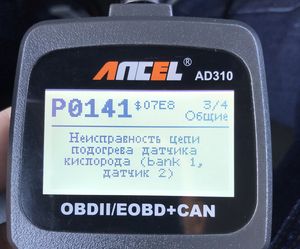 ANCEL
AD310
P0141 $07E8 3/4
Общие
Неисправность цепи
подогрева датчика
кислорода (bank 1,
датчик 2)
OBDII/EOBD+CAN